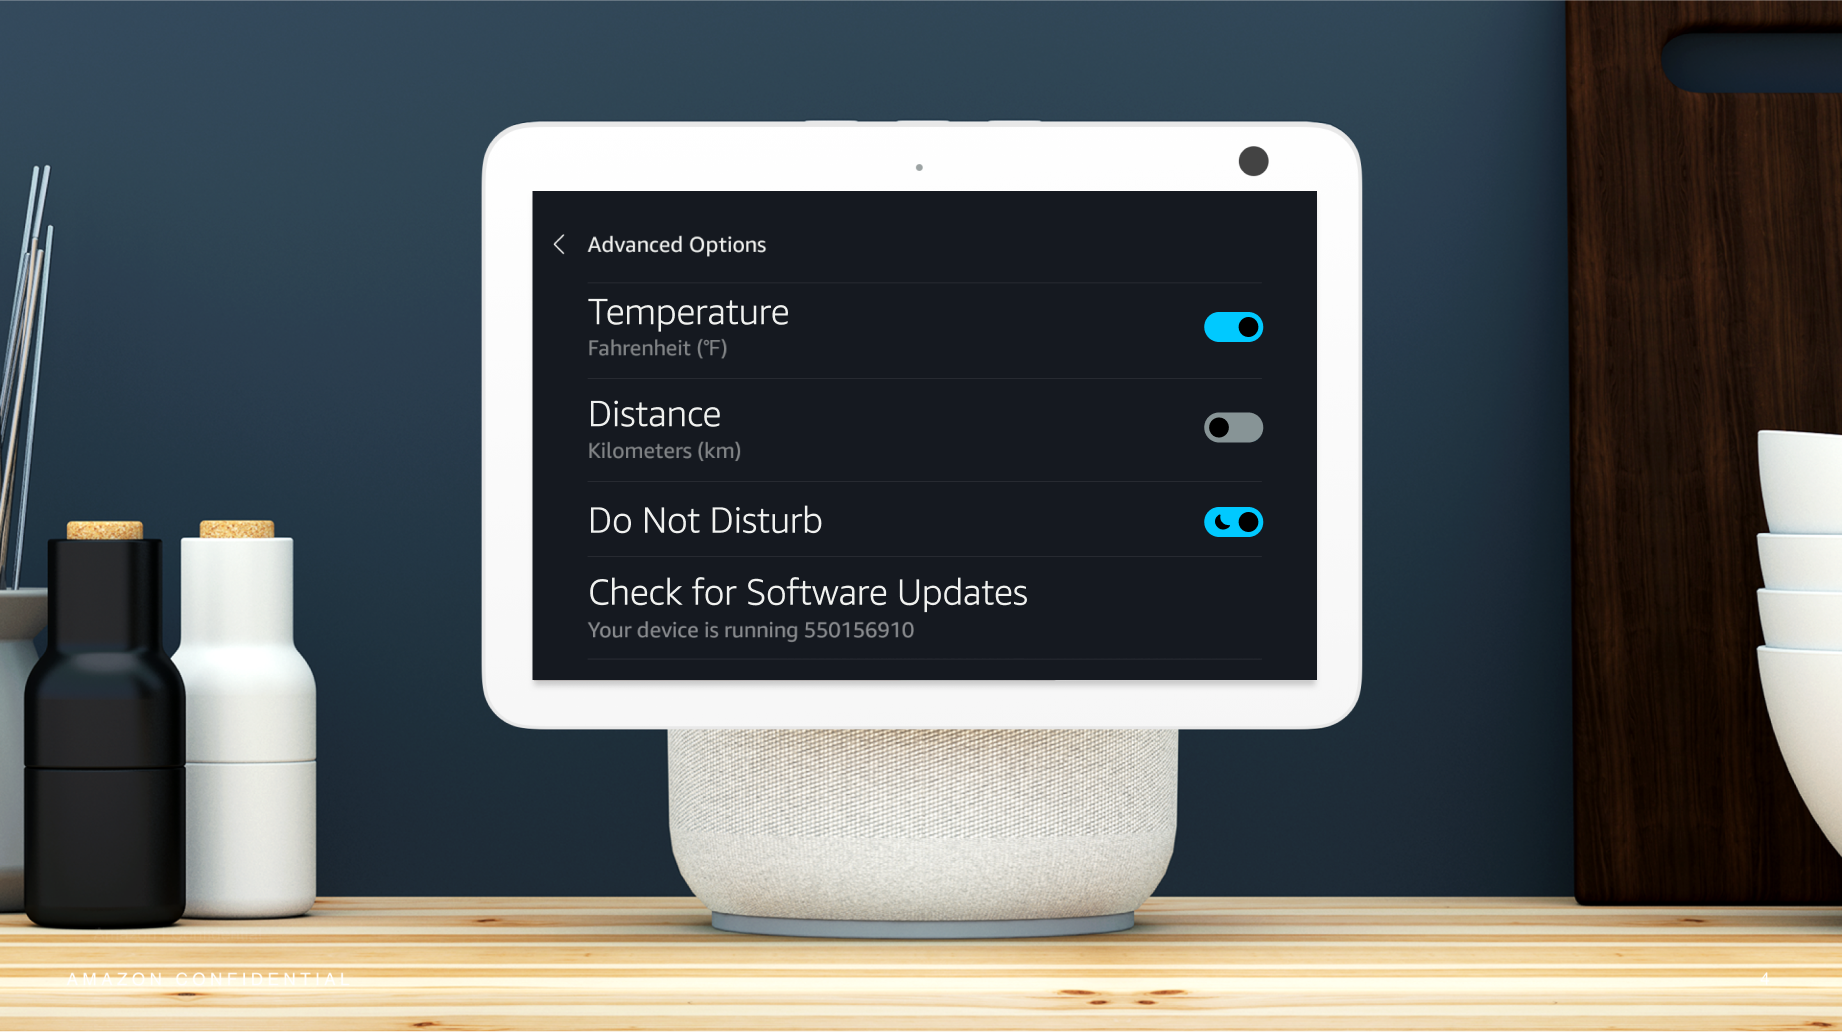 Advanced Options
Temperature
Fahrenheit (°F)
Distance
Kilometers (km)
Do Not Disturb
Check for Software Updates
Your device is running 550156910
AMAZON CONFIDENTIAL
4